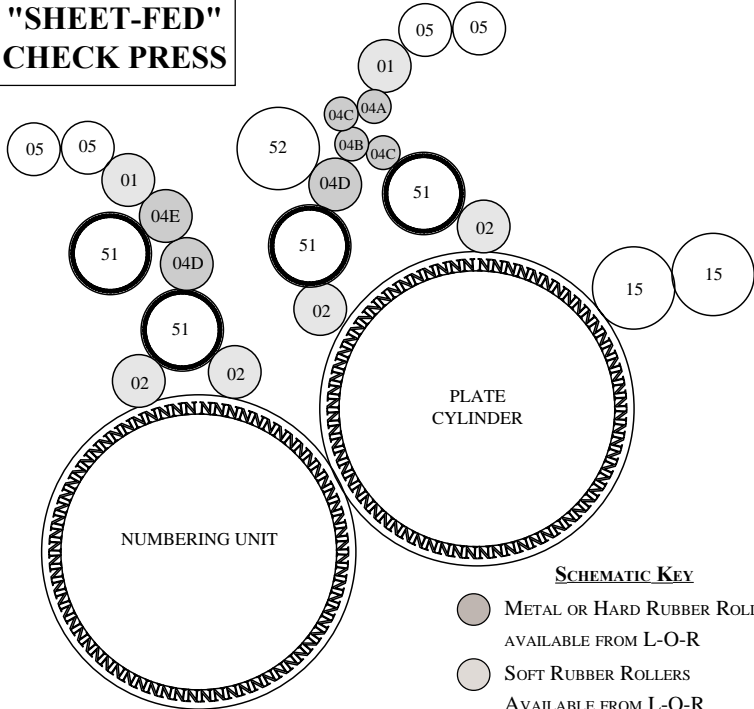 "SHEET-FED"
CHECK PRESS
05
05
01
04C
04A
04B
04C
52
04D
51
51
02
02
05
05
01
04E
51
04D
51
02
02
15
15
PLATE
CYLINDER
NUMBERING UNIT
SCHEMATIC KEY
METAL OR HARD RUBBER ROLL
AVAILABLE FROM L-O-R
SOFT RUBBER ROLLERS
AVAILABLE FROM L-O-R